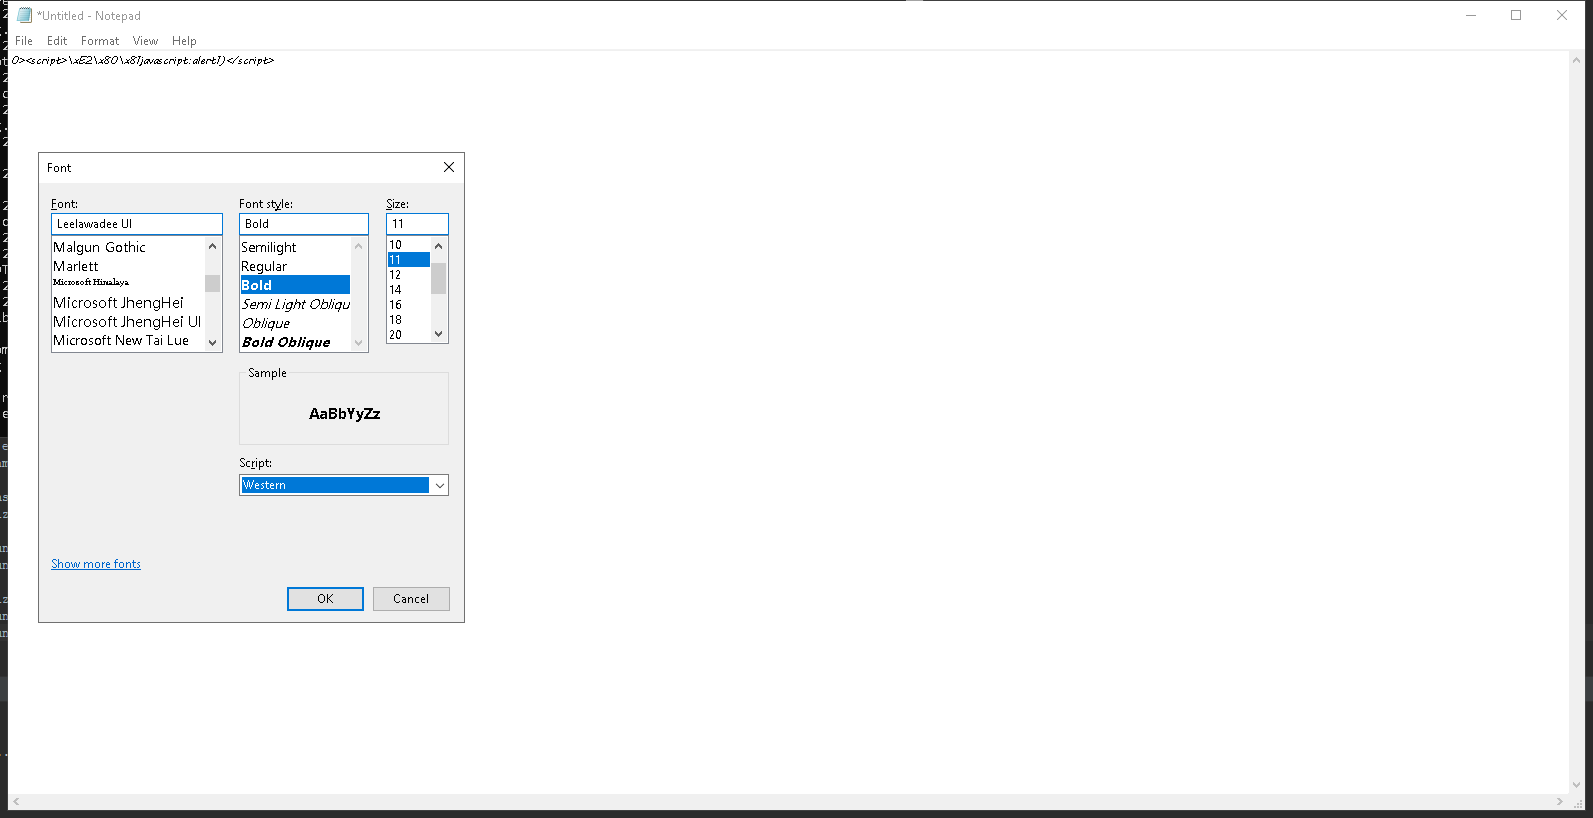 *Untitled - Notepad
File Edit Format View Help
0><script>\xE2\x80\x81javascript:alert1)</script>
Font
Font:
Font style:
Size:
Leelawadee UI
Bold
11
Malgun Gothic
Marlett
Microsoft Himalaya
Microsoft JhengHei
Microsoft JhengHei UI
Microsoft New Tai Lue
Semilight
Regular
Bold
Semi Light Obliqu
Oblique
Bold Oblique
10
11
12
14
16
18
20
Sample
AaBbYyZz
Script:
Western
Show more fonts
OK
Cancel